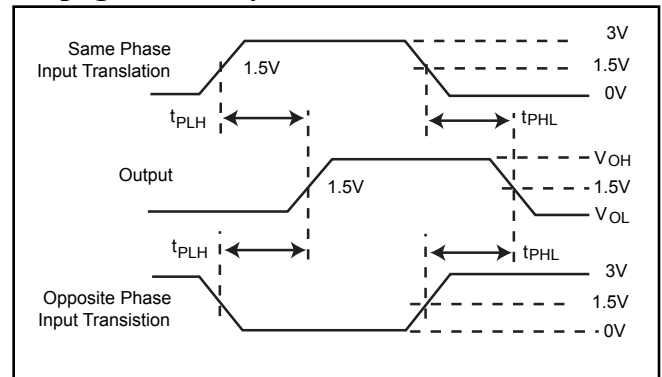 Same Phase
Input Translation
1.5V
3V
1.5V
0V
tPLH
tPHL
Output
1.5V
VOH
1.5V
VOL
tPLH
tPHL
Opposite Phase
Input Transistion
3V
1.5V
0V